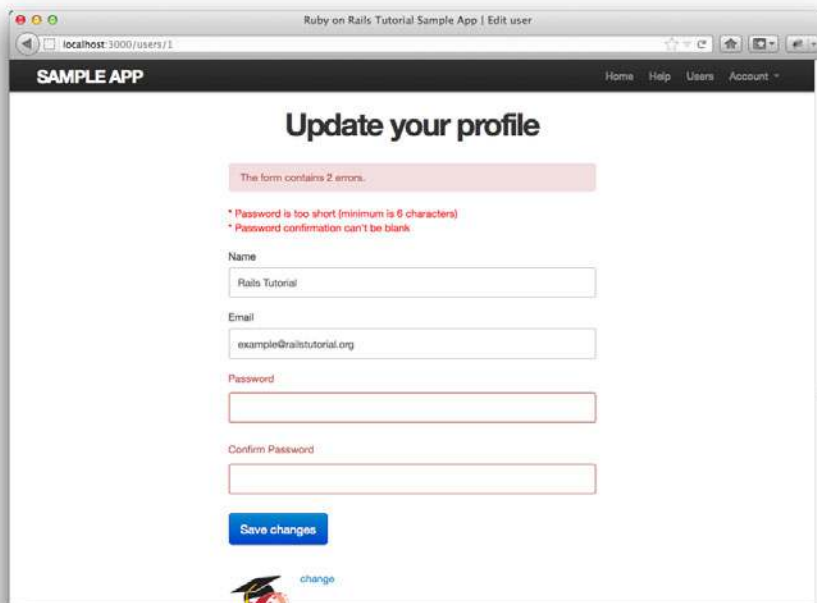 Ruby on Rails Tutorial Sample App | Edit user
localhost:3000/users/1
SAMPLE APP
Home Help Users Account
Update your profile
The form contains 2 errors.
* Password is too short (minimum is 6 characters)
* Password confirmation can't be blank
Name
Rails Tutorial
Email
example@railstutorial.org
Password
Confirm Password
Save changes
change